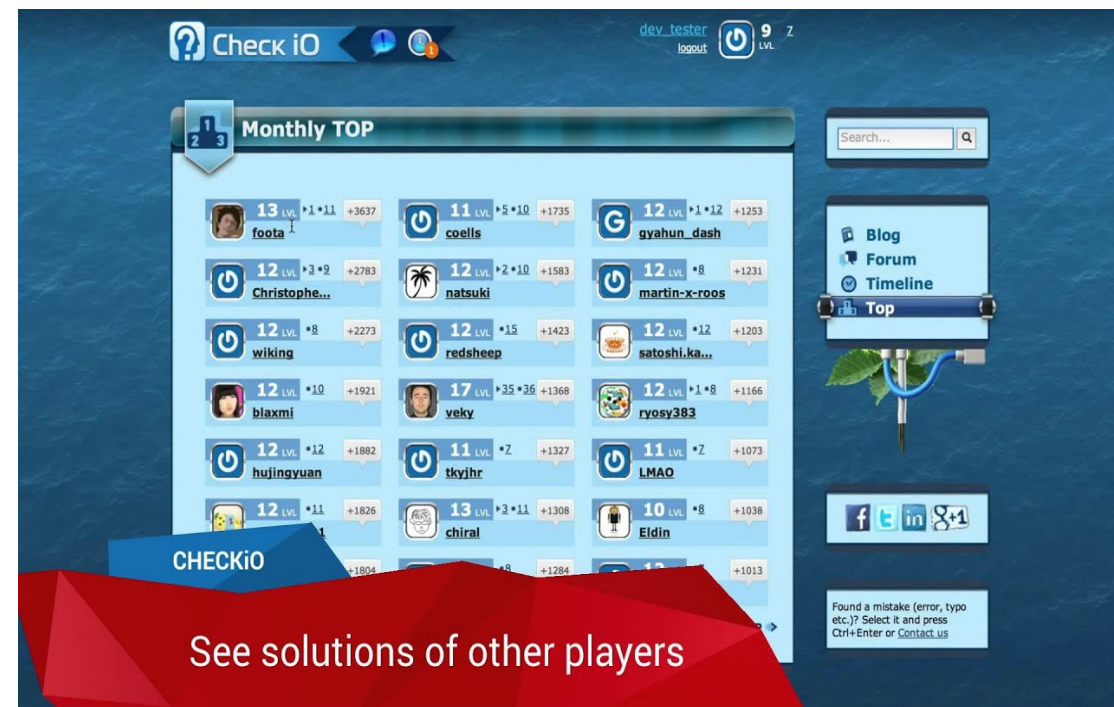 Check iO
1
dev_tester
logout
9
LVL
7
1
2 3
Monthly TOP
Search...
13 LVL 1 11 +3637
foota
11 LVL 5 10 +1735
coells
12 LVL 1 12 +1253
gyahun_dash
12 LVL 3 9 +2783
Christophe...
12 LVL 2 10 +1583
natsuki
12 LVL 8 +1231
martin-x-roos
12 LVL 8 +2273
wiking
12 LVL 15 +1423
redsheep
12 LVL 12 +1203
satoshi.ka...
12 LVL 10 +1921
blaxmi
17 LVL 35 36 +1368
veky
12 LVL 1 8 +1166
ryosy383
12 LVL 12 +1882
hujingyuan
11 LVL 7 +1327
tkyjhr
11 LVL 7 +1073
LMAO
12 LVL 11 +1826
13 LVL 3 11 +1308
chiral
10 LVL 8 +1038
Eldin
+1804
+1284
+1013
Blog
Forum
Timeline
Top
f t in g+1
Found a mistake (error, typo
etc.)? Select it and press
Ctrl+Enter or Contact us
CHECKiO
See solutions of other players